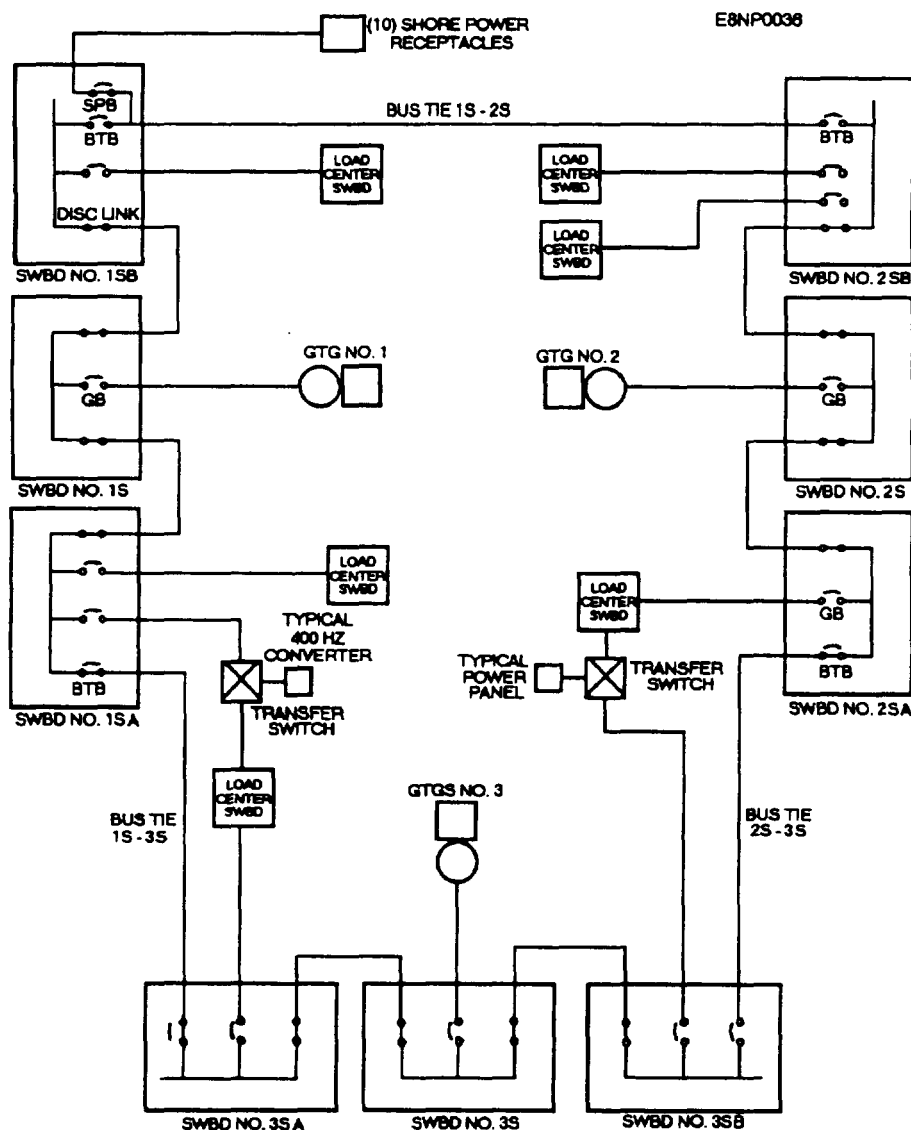 E8NP0036
(10) SHORE POWER
RECEPTACLES
SPB
BTB
BUS TIE 1S - 2S
BTB
LOAD
CENTER
SWBD
LOAD
CENTER
SWBD
DISC LINK
LOAD
CENTER
SWBD
SWBD NO. 1SB
SWBD NO. 2SB
GTG NO. 1
GTG NO. 2
GB
GB
SWBD NO. 1S
SWBD NO. 2S
LOAD
CENTER
SWBD
LOAD
CENTER
SWBD
GB
TYPICAL
400 HZ
CONVERTER
BTB
TRANSFER
SWITCH
TYPICAL
POWER
PANEL
TRANSFER
SWITCH
BTB
SWBD NO. 1SA
SWBD NO. 2SA
LOAD
CENTER
SWBD
GTGS NO. 3
BUS TIE
1S - 3S
BUS TIE
2S - 3S
SWBD NO. 3SA
SWBD NO. 3S
SWBD NO. 3SB